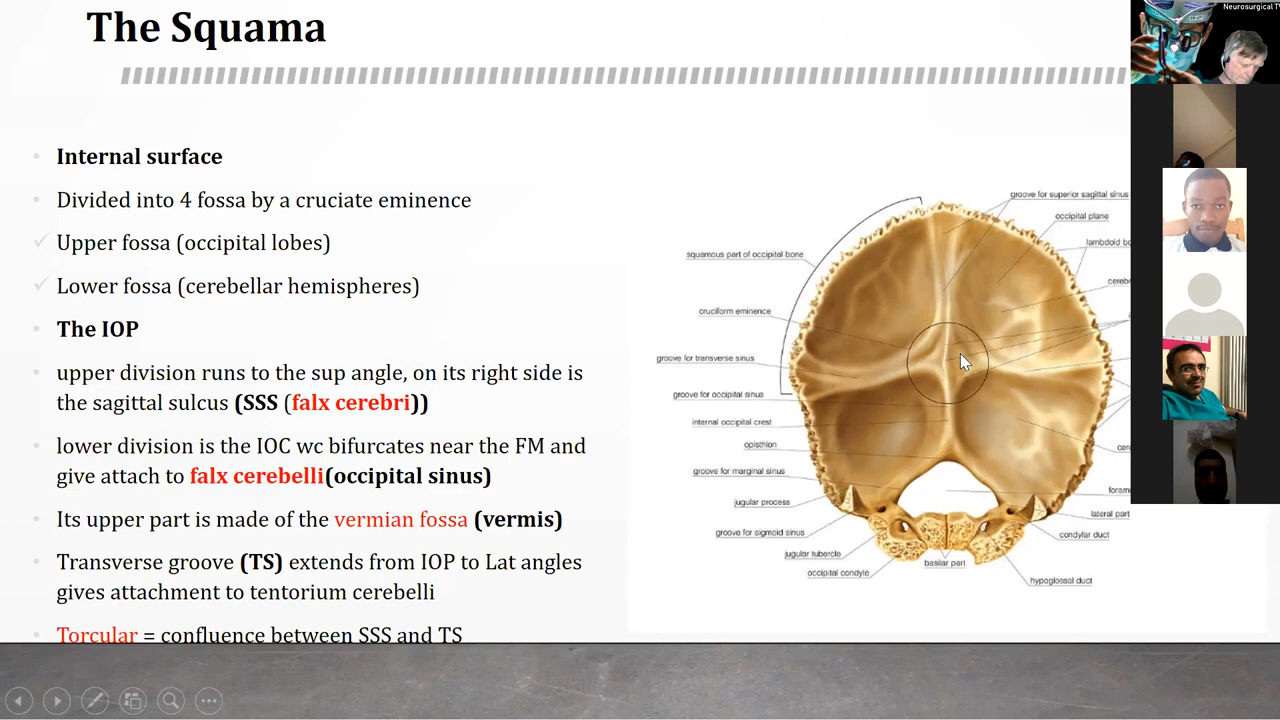 The Squama
Neurosurgical T
Internal surface
Divided into 4 fossa by a cruciate eminence
Upper fossa (occipital lobes)
Lower fossa (cerebellar hemispheres)
The IOP
upper division runs to the sup angle, on its right side is
the sagittal sulcus (SSS (falx cerebri))
lower division is the IOC wc bifurcates near the FM and
give attach to falx cerebelli(occipital sinus)
Its upper part is made of the vermian fossa (vermis)
Transverse groove (TS) extends from IOP to Lat angles
gives attachment to tentorium cerebelli
Torcular = confluence between SSS and TS
squamous part of occipital bone
cruciform eminence
groove for transverse sinus
groove for occipital sinus
internal occipital crest
opisthion
groove for marginal sinus
jugular process
groove for sigmoid sinus
jugular tubercle
occipital condyle
basilar part
groove for superior sagittal sinus
occipital plane
lambdoid bo
cerebr
cere
foram
lateral part
condylar duct
hypoglossal duct